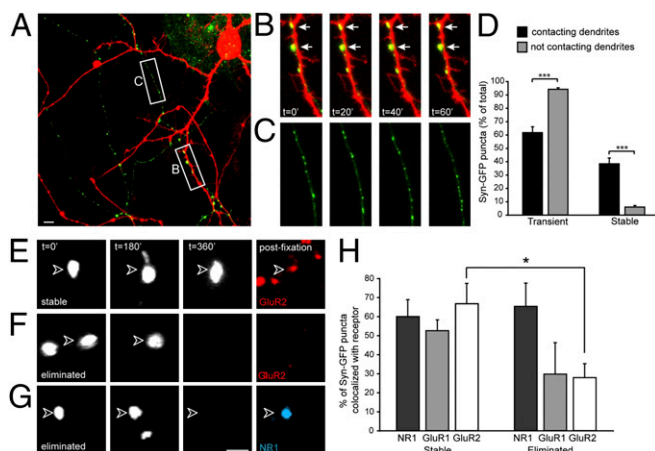 A
C
B
B
t=0'
t=20'
t=40'
t=60'
C
D
contacting dendrites
not contacting dendrites
Syn-GFP puncta (% of total)
100
90
80
70
60
50
40
30
20
10
0
***
***
Transient
Stable
E
t=0'
t=180'
t=360'
post-fixation
stable
GluR2
F
eliminated
GluR2
G
eliminated
NR1
H
% of Syn-GFP puncta
colocalized with receptor
80
70
60
50
40
30
20
10
0
*
NR1 GluR1 GluR2
NR1 GluR1 GluR2
Stable
Eliminated